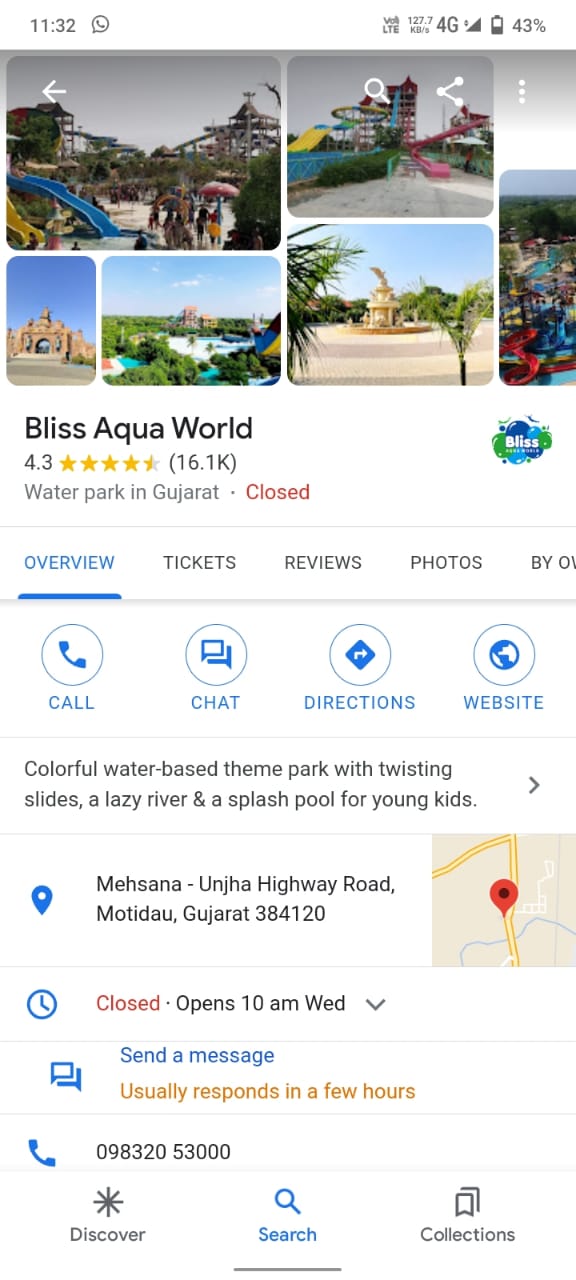 11:32
Vo) LTE 127.7 KB/s 4G 43%
Bliss Aqua World
Bliss
AQUA WORLD
4.3 (16.1K)
Water park in Gujarat · Closed
OVERVIEW TICKETS REVIEWS PHOTOS BY OW
CALL CHAT DIRECTIONS WEBSITE
Colorful water-based theme park with twisting
slides, a lazy river & a splash pool for young kids.
Mehsana - Unjha Highway Road,
Motidau, Gujarat 384120
Closed · Opens 10 am Wed
Send a message
Usually responds in a few hours
098320 53000
Discover Search Collections